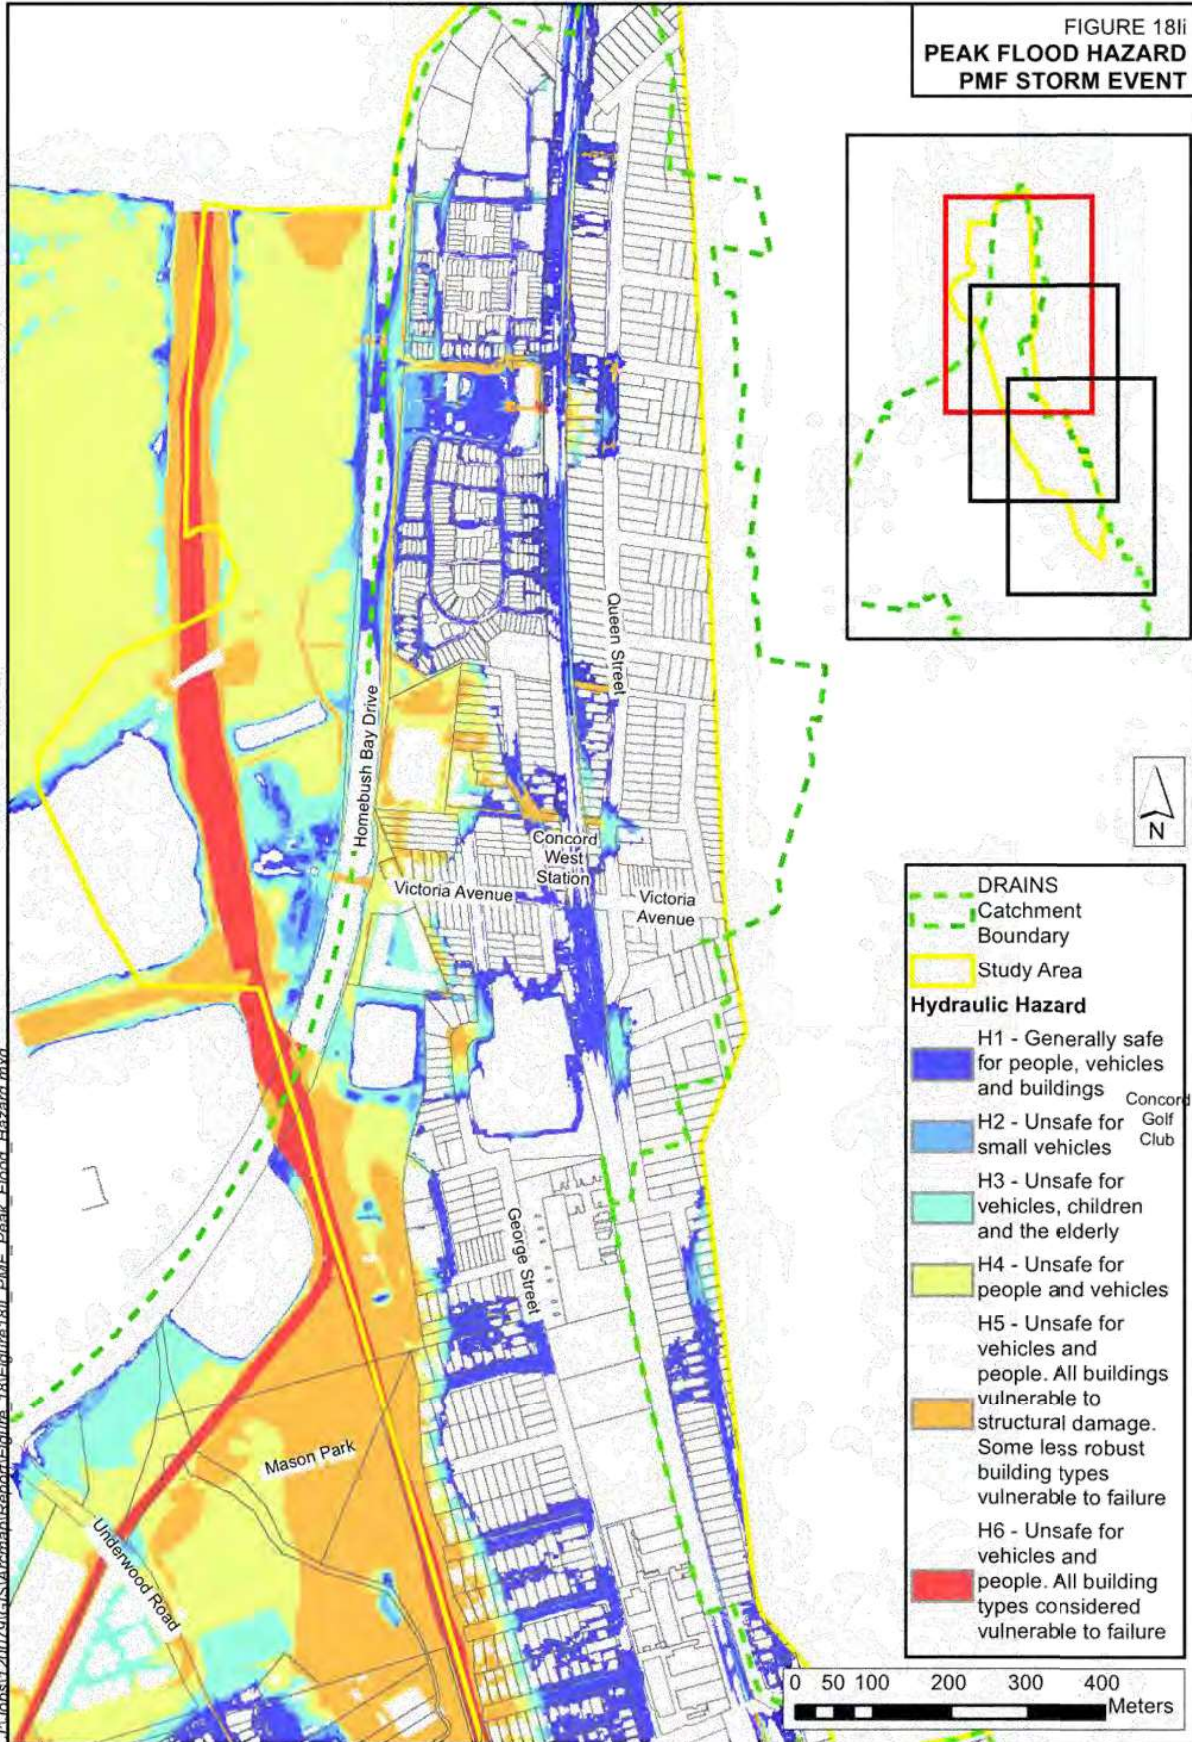 FIGURE 18Ii
PEAK FLOOD HAZARD
PMF STORM EVENT
N
Homebush Bay Drive
Queen Street
Concord
West
Station
Victoria Avenue
Victoria
Avenue
George Street
Mason Park
Underwood Road
DRAINS
Catchment
Boundary
Study Area
Hydraulic Hazard
H1 - Generally safe
for people, vehicles
and buildings
Concord
Golf
Club
H2 - Unsafe for
small vehicles
H3 - Unsafe for
vehicles, children
and the elderly
H4 - Unsafe for
people and vehicles
H5 - Unsafe for
vehicles and
people. All buildings
vulnerable to
structural damage.
Some less robust
building types
vulnerable to failure
H6 - Unsafe for
vehicles and
people. All building
types considered
vulnerable to failure
0 50 100 200 300 400
Meters